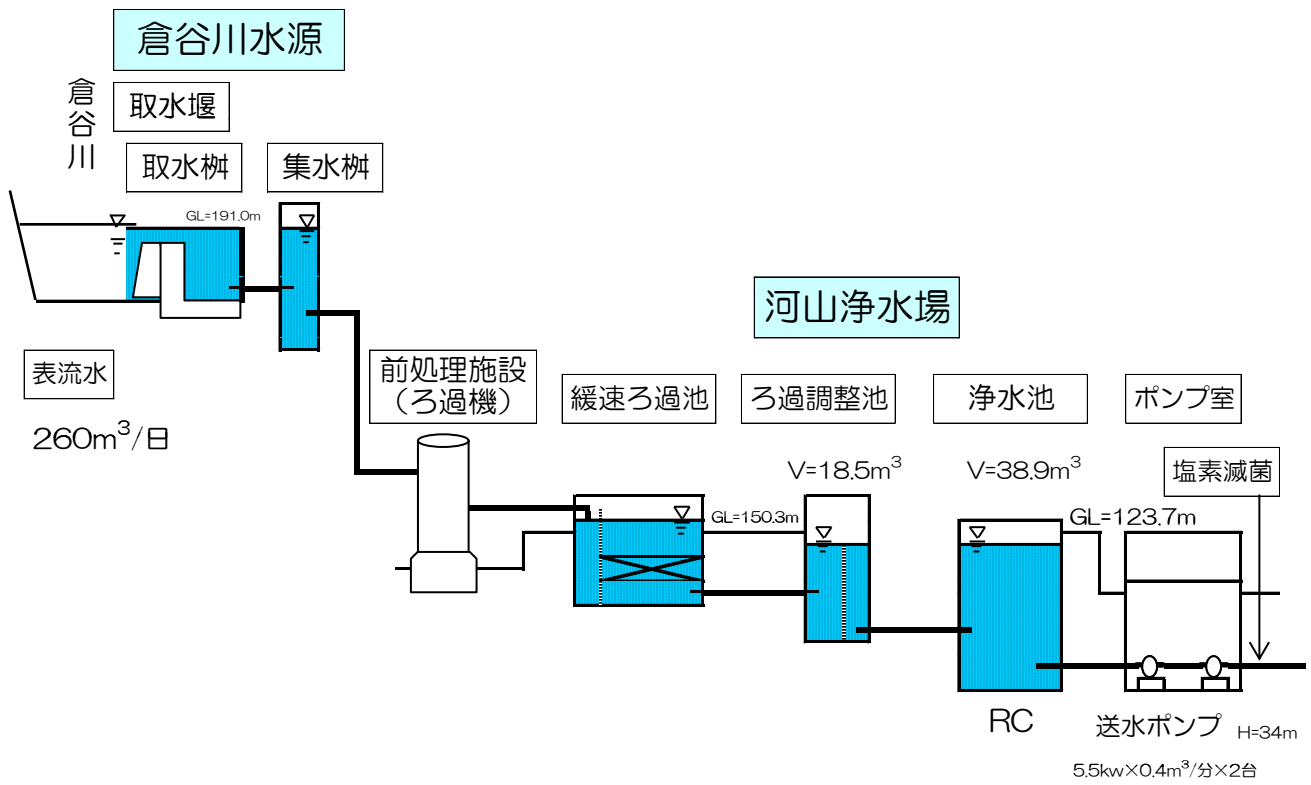 倉谷川水源
倉谷川
取水堰
取水桝
集水桝
GL=191.0m
河山浄水場
表流水
260m³/日
前処理施設
（ろ過機）
緩速ろ過池
ろ過調整池
浄水池
ポンプ室
V=18.5m³
V=38.9m³
塩素滅菌
GL=150.3m
GL=123.7m
RC
送水ポンプ H=34m
5.5kw×0.4m³/分×2台